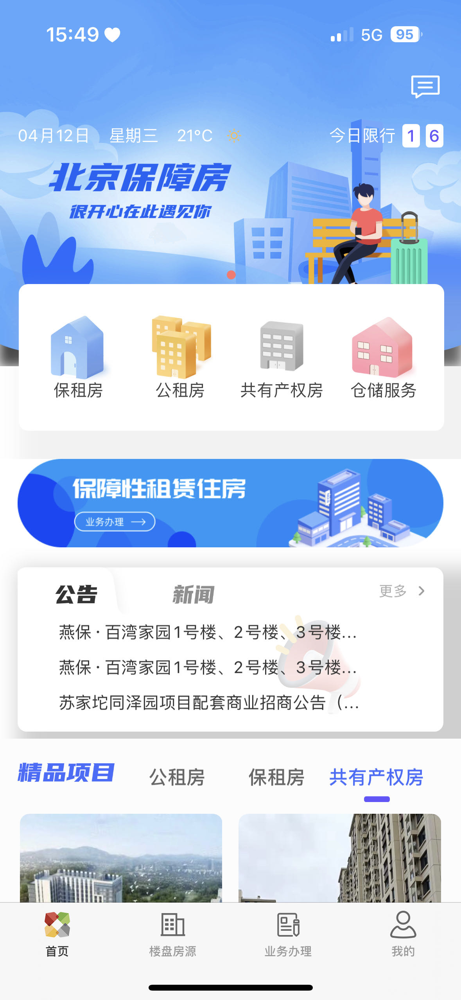 15:49
5G 95
04月12日 星期三 21°C 今日限行 1 6
北京保障房
很开心在此遇见你
保租房 公租房 共有产权房 仓储服务
保障性租赁住房
业务办理
公告 新闻 更多
燕保·百湾家园1号楼、2号楼、3号楼...
燕保·百湾家园1号楼、2号楼、3号楼...
苏家坨同泽园项目配套商业招商公告（...
精品项目 公租房 保租房 共有产权房
首页 楼盘房源 业务办理 我的